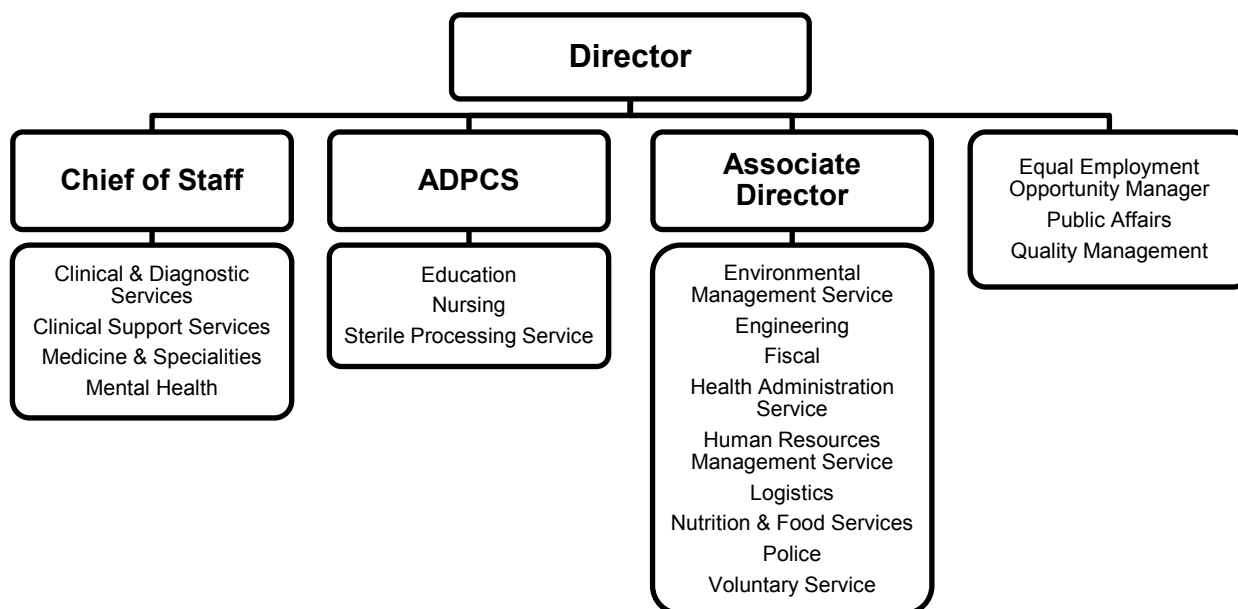 Director
Chief of Staff
ADPCS
Associate
Director
Equal Employment
Opportunity Manager
Public Affairs
Quality Management
Clinical & Diagnostic
Services
Clinical Support Services
Medicine & Specialities
Mental Health
Education
Nursing
Sterile Processing Service
Environmental
Management Service
Engineering
Fiscal
Health Administration
Service
Human Resources
Management Service
Logistics
Nutrition & Food Services
Police
Voluntary Service